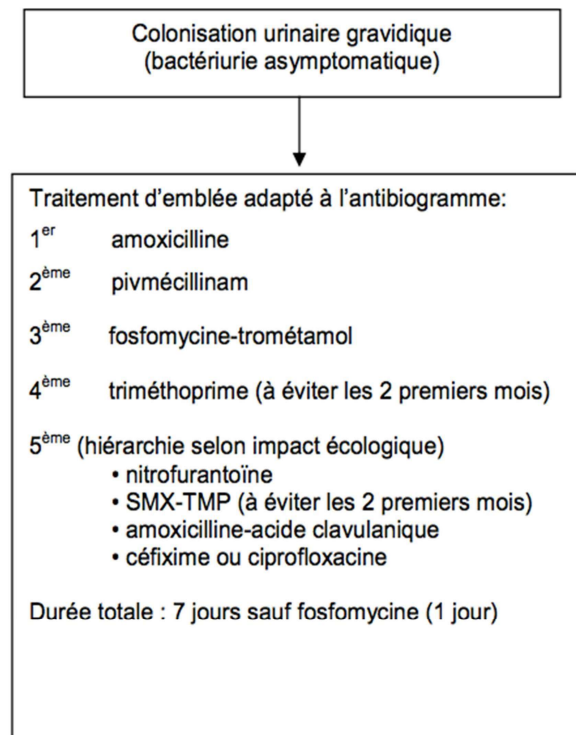 Colonisation urinaire gravidique
(bactériurie asymptomatique)
Traitement d'emblée adapté à l'antibiogramme:
1er amoxicilline
2ème pivmécillinam
3ème fosfomycine-trométamol
4ème triméthoprime (à éviter les 2 premiers mois)
5ème (hiérarchie selon impact écologique)
• nitrofurantoïne
• SMX-TMP (à éviter les 2 premiers mois)
• amoxicilline-acide clavulanique
• céfixime ou ciprofloxacine
Durée totale : 7 jours sauf fosfomycine (1 jour)